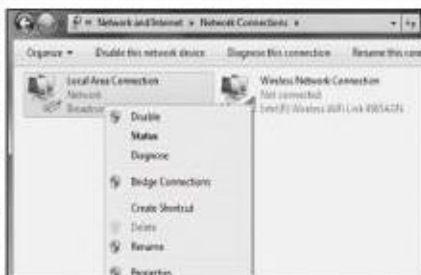 « Network and Internet ▸ Network Connections ▸
Organize ▾ Disable this network device Diagnose this connection Rename this con
Local Area Connection
Network
Broadcom
Wireless Network Connection
Not connected
Intel(R) Wireless WiFi Link
Disable
Status
Diagnose
Bridge Connections
Create Shortcut
Delete
Rename
Properties